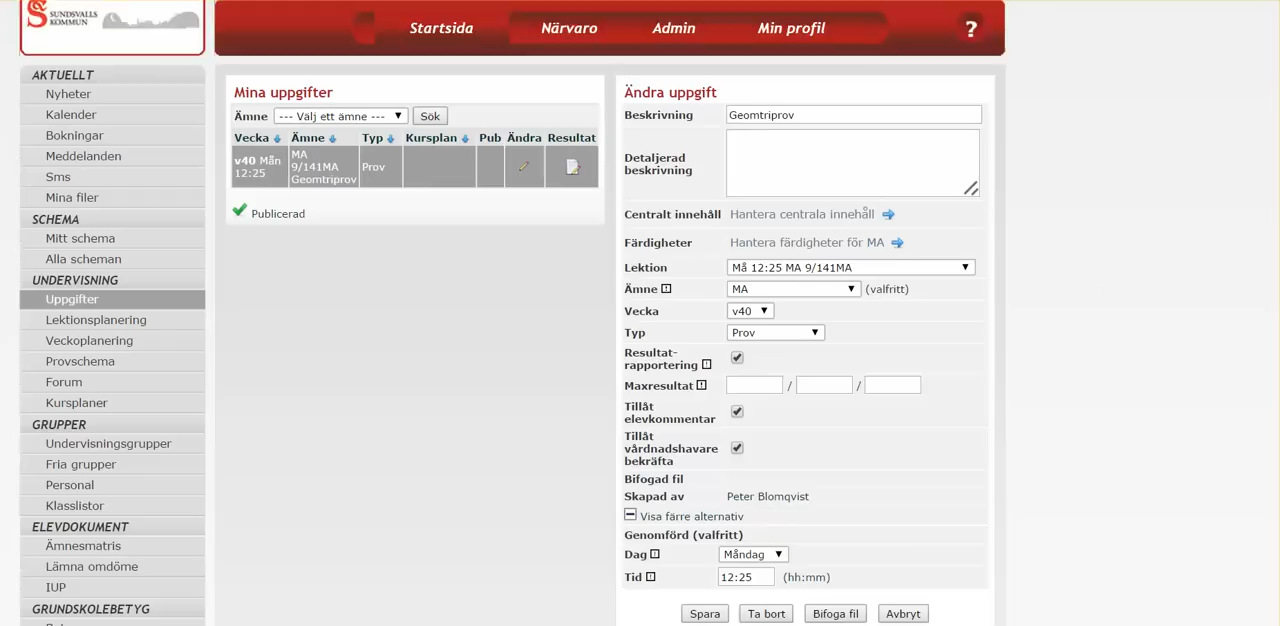 SUNDSVALLS
KOMMUN
Startsida
Närvaro
Admin
Min profil
?
AKTUELLT
Nyheter
Kalender
Bokningar
Meddelanden
Sms
Mina filer
SCHEMA
Mitt schema
Alla scheman
UNDERVISNING
Uppgifter
Lektionsplanering
Veckoplanering
Provschema
Forum
Kursplaner
GRUPPER
Undervisningsgrupper
Fria grupper
Personal
Klasslistor
ELEVDOKUMENT
Ämnesmatris
Lämna omdöme
IUP
GRUNDSKOLEBETYG
Mina uppgifter
Ämne --- Välj ett ämne --- Sök
Vecka Ämne Typ Kursplan Pub Ändra Resultat
v40 Mån
12:25
MA
9/141MA
Geomtriprov
Prov
Publicerad
Ändra uppgift
Beskrivning Geomtriprov
Detaljerad
beskrivning
Centralt innehåll Hantera centrala innehåll
Färdigheter Hantera färdigheter för MA
Lektion Må 12:25 MA 9/141MA
Ämne MA (valfritt)
Vecka v40
Typ Prov
Resultat-
rapportering
Maxresultat / /
Tillåt
elevkommentar
Tillåt
vårdnadshavare
bekräfta
Bifogad fil
Skapad av Peter Blomqvist
Visa färre alternativ
Genomförd (valfritt)
Dag Måndag
Tid 12:25 (hh:mm)
Spara Ta bort Bifoga fil Avbryt